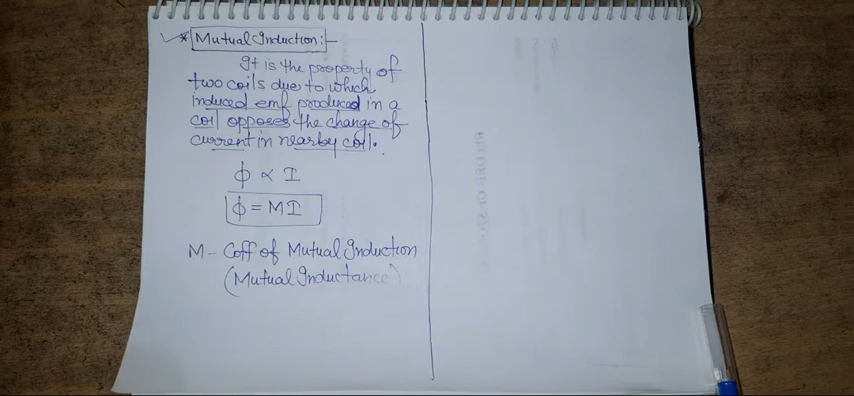 * Mutual Induction:-
It is the property of
two coils due to which
induced emf produced in a
coil opposes the change of
current in nearby coil.
ϕ ∝ I
ϕ = MI
M - Coff of Mutual Induction
(Mutual Inductance)